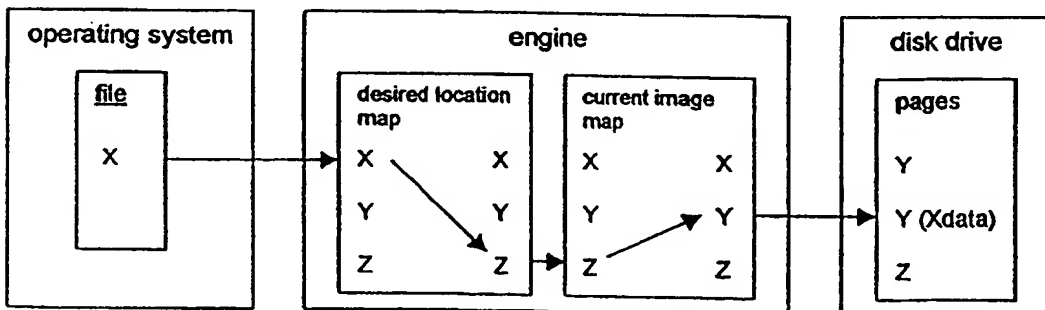 operating system
file
X
engine
desired location
map
X X
Y Y
Z Z
current image
map
X X
Y Y
Z Z
disk drive
pages
Y
Y (Xdata)
Z